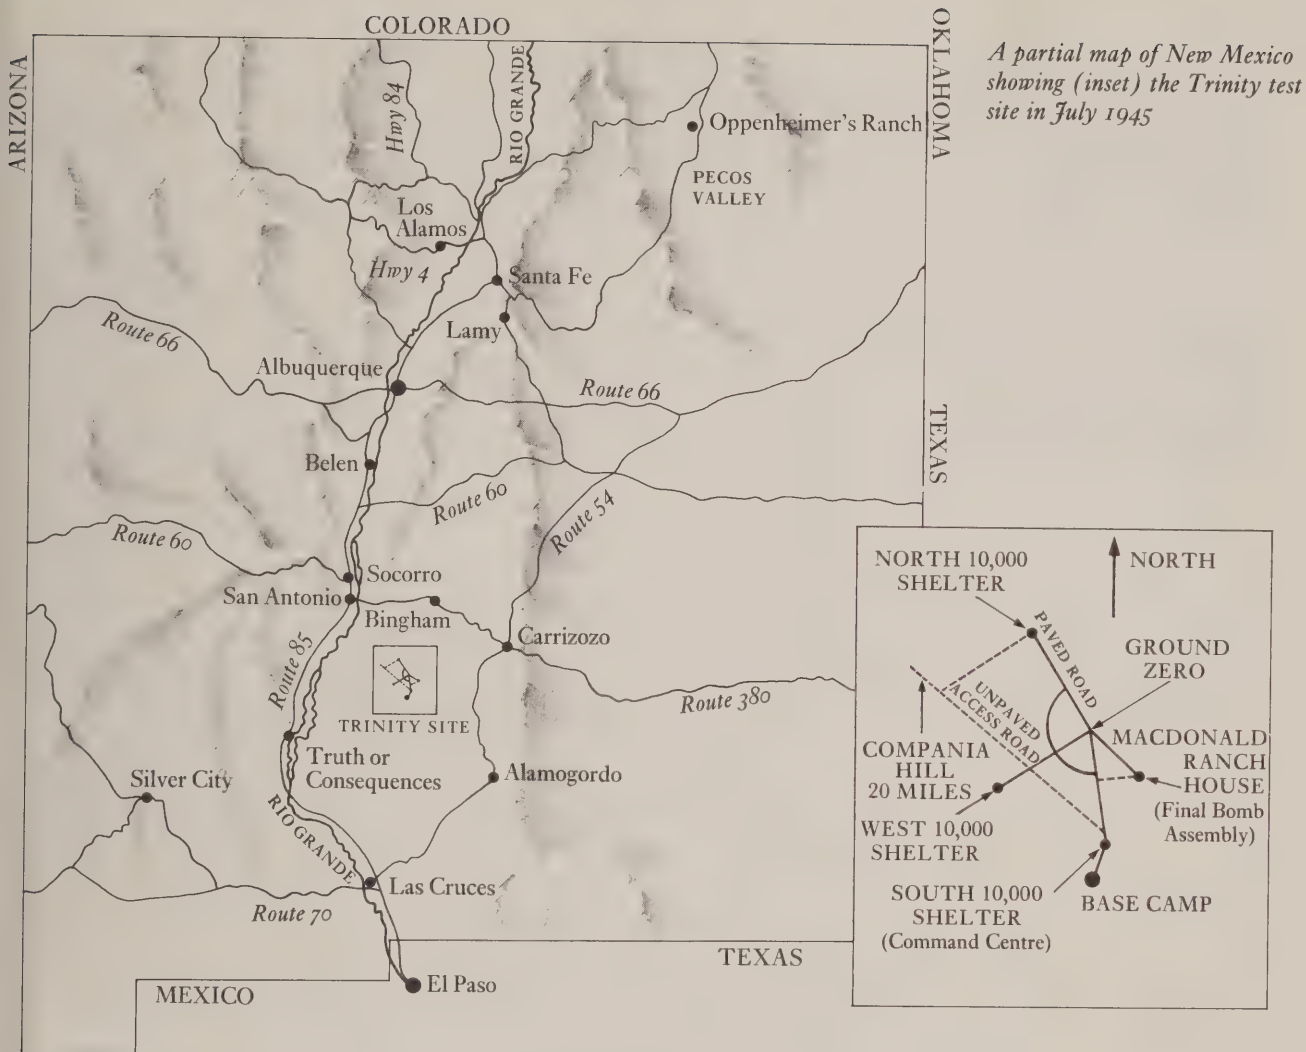 COLORADO
ARIZONA
OKLAHOMA
A partial map of New Mexico
showing (inset) the Trinity test
site in July 1945
Hwy 84
RIO GRANDE
Oppenheimer's Ranch
PECOS
VALLEY
Los
Alamos
Hwy 4
Santa Fe
Lamy
Route 66
Albuquerque
Route 66
TEXAS
Belen
Route 60
Route 54
Route 60
Socorro
San Antonio
Bingham
Carrizozo
Route 85
TRINITY SITE
Route 380
Truth or
Consequences
Alamogordo
Silver City
RIO GRANDE
Las Cruces
Route 70
TEXAS
El Paso
MEXICO
NORTH 10,000
SHELTER
NORTH
PAVED ROAD
GROUND
ZERO
UNPAVED
ACCESS ROAD
COMPANIA
HILL
20 MILES
MACDONALD
RANCH
HOUSE
(Final Bomb
Assembly)
WEST 10,000
SHELTER
SOUTH 10,000
SHELTER
(Command Centre)
BASE CAMP